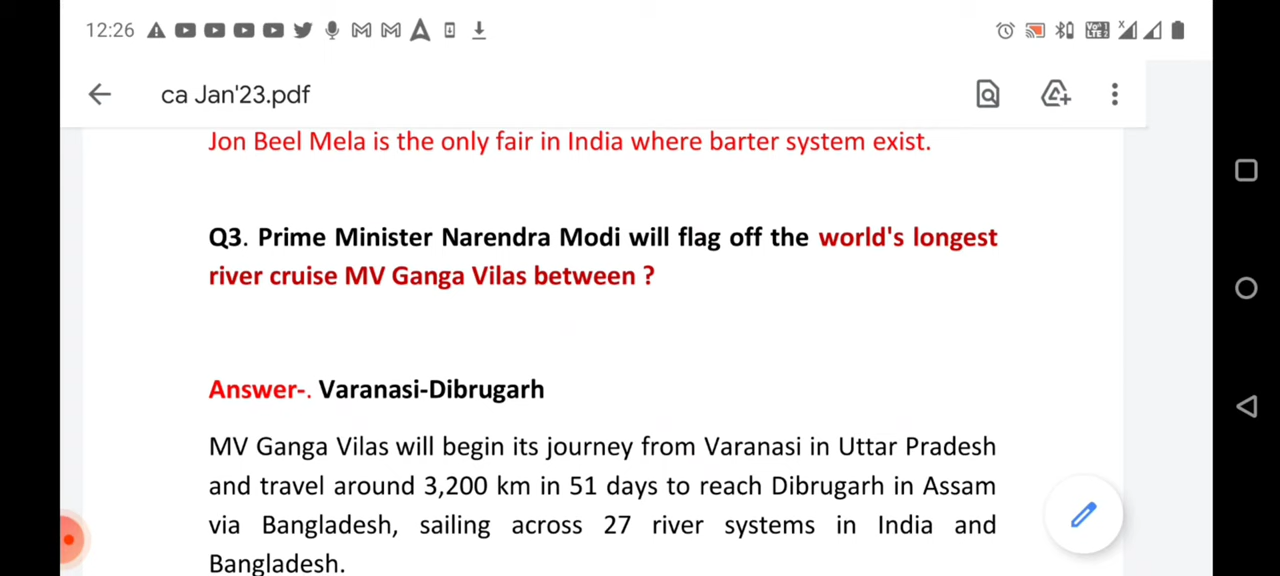 12:26
ca Jan'23.pdf
Jon Beel Mela is the only fair in India where barter system exist.
Q3. Prime Minister Narendra Modi will flag off the world's longest
river cruise MV Ganga Vilas between ?
Answer-. Varanasi-Dibrugarh
MV Ganga Vilas will begin its journey from Varanasi in Uttar Pradesh
and travel around 3,200 km in 51 days to reach Dibrugarh in Assam
via Bangladesh, sailing across 27 river systems in India and
Bangladesh.